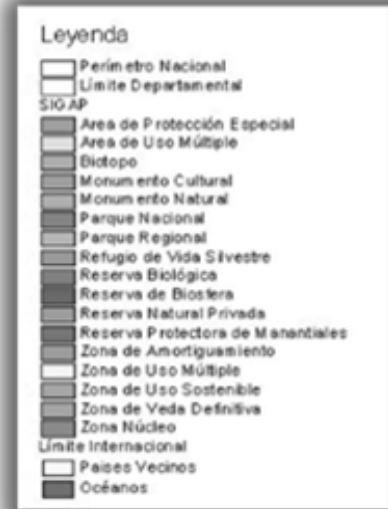 Leyenda
Perímetro Nacional
Límite Departamental
SIGAP
Area de Protección Especial
Area de Uso Múltiple
Biotopo
Monumento Cultural
Monumento Natural
Parque Nacional
Parque Regional
Refugio de Vida Silvestre
Reserva Biológica
Reserva de Biosfera
Reserva Natural Privada
Reserva Protectora de Manantiales
Zona de Amortiguamiento
Zona de Uso Múltiple
Zona de Uso Sostenible
Zona de Veda Definitiva
Zona Núcleo
Límite Internacional
Paises Vecinos
Océanos